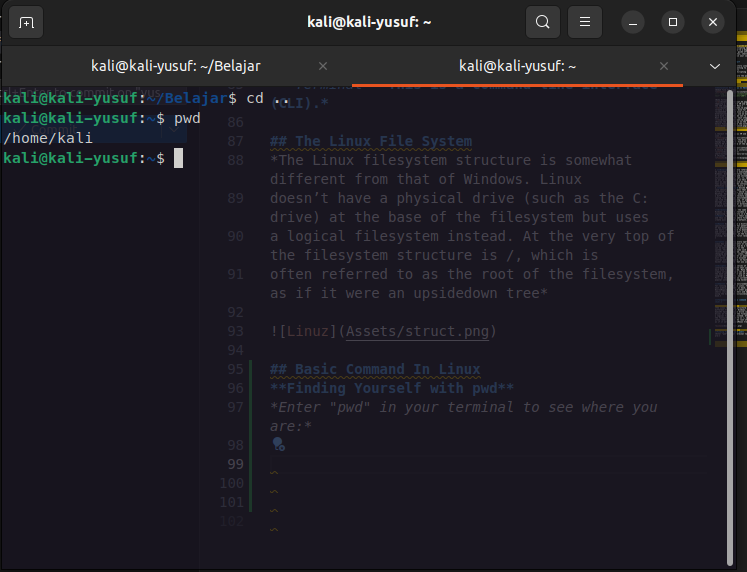 kali@kali-yusuf: ~
kali@kali-yusuf: ~/Belajar
kali@kali-yusuf: ~
kali@kali-yusuf:~/Belajar$ cd ..
kali@kali-yusuf:~$ pwd
/home/kali
kali@kali-yusuf:~$
(CLI).*
86
87 ## The Linux File System
88 *The Linux filesystem structure is somewhat
different from that of Windows. Linux
89 doesn’t have a physical drive (such as the C:
drive) at the base of the filesystem but uses
90 a logical filesystem instead. At the very top of
the filesystem structure is /, which is
91 often referred to as the root of the filesystem,
as if it were an upsidedown tree*
92
93 ![Linuz](Assets/struct.png)
94
95 ## Basic Command In Linux
96 **Finding Yourself with pwd**
97 *Enter "pwd" in your terminal to see where you
are:*
98
99
100
101
102